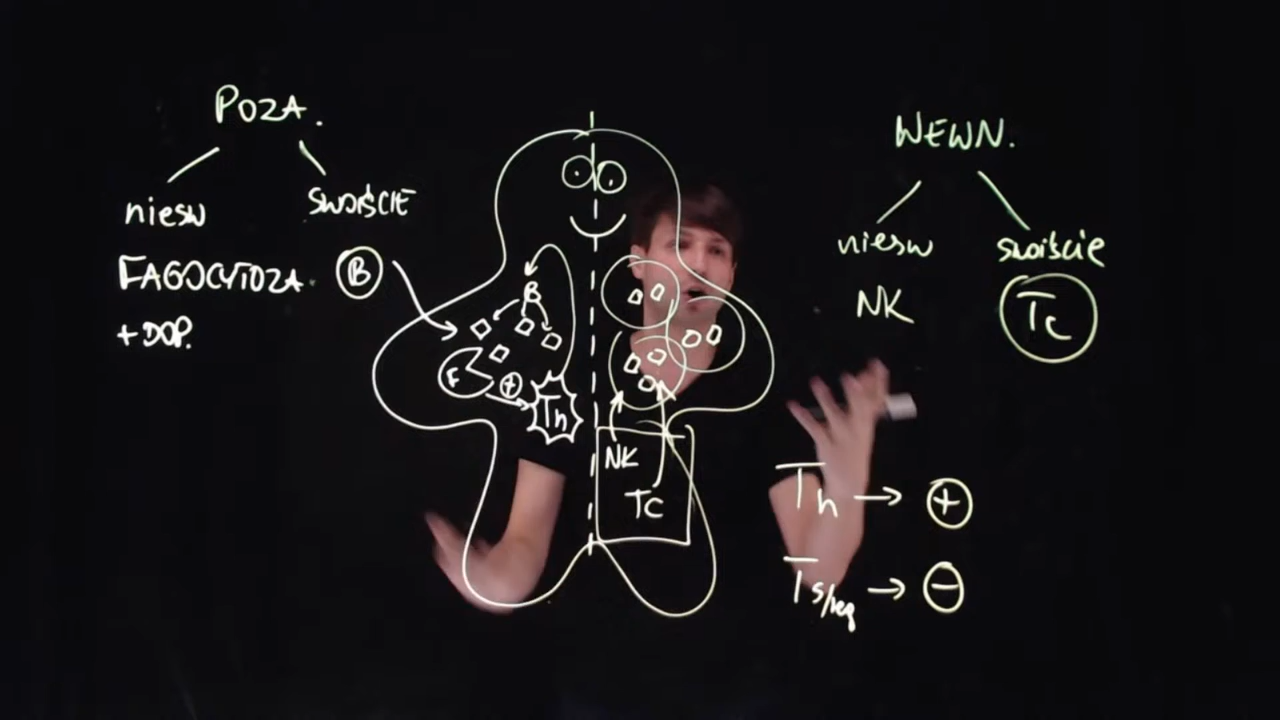 POZA.
niesw
swoiście
FAGOCYTOZA
+ DOP.
B
B
F
+
Th
NK
TC
WEWN.
niesw
swoiście
NK
Tc
Th → +
Ts/reg → −